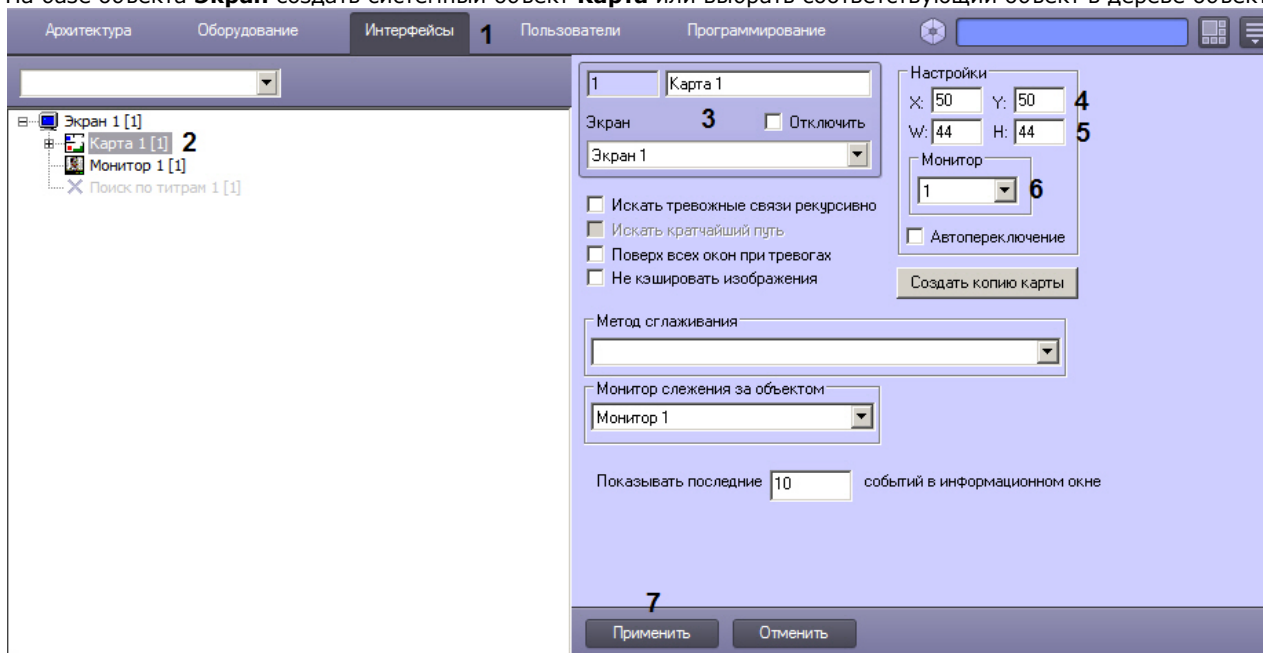 На базе объекта Экран создать системный объект Карта или выбрать соответствующий объект в дереве объект
Архитектура Оборудование Интерфейсы 1 Пользователи Программирование
1 Карта 1
Настройки
X: 50 Y: 50 4
Экран 3 Отключить
W: 44 H: 44 5
Экран 1 [1]
Карта 1 [1] 2
Экран 1
Монитор
Монитор 1 [1]
1 6
Поиск по титрам 1 [1]
Искать тревожные связи рекурсивно
Искать кратчайший путь
Автопереключение
Поверх всех окон при тревогах
Не кэшировать изображения
Создать копию карты
Метод сглаживания
Монитор слежения за объектом
Монитор 1
Показывать последние 10 событий в информационном окне
7
Применить Отменить